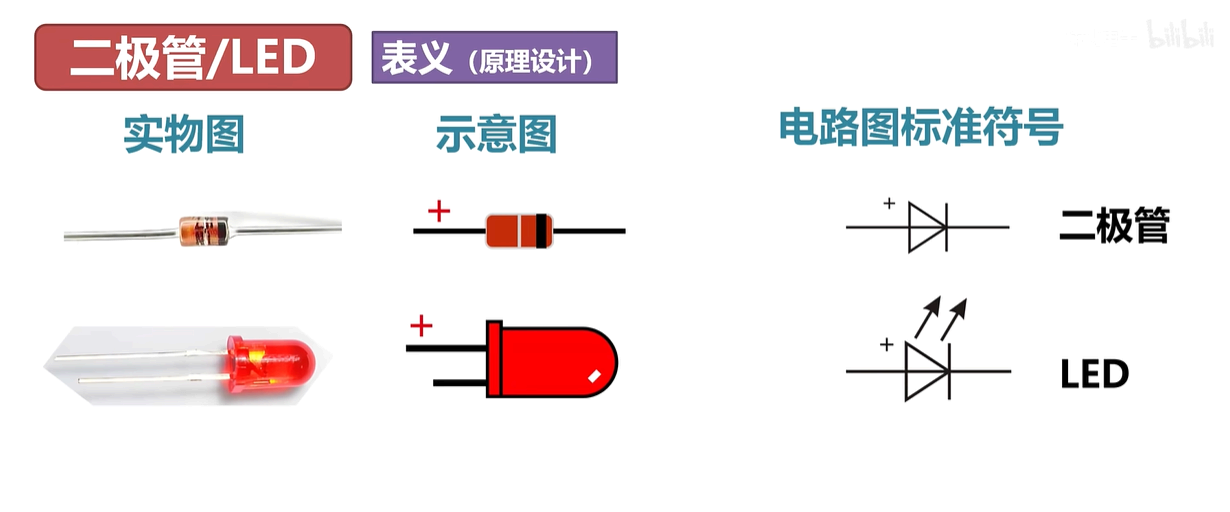 二极管/LED
表义（原理设计）
bilibili
实物图
示意图
电路图标准符号
+
+
二极管
+
+
LED